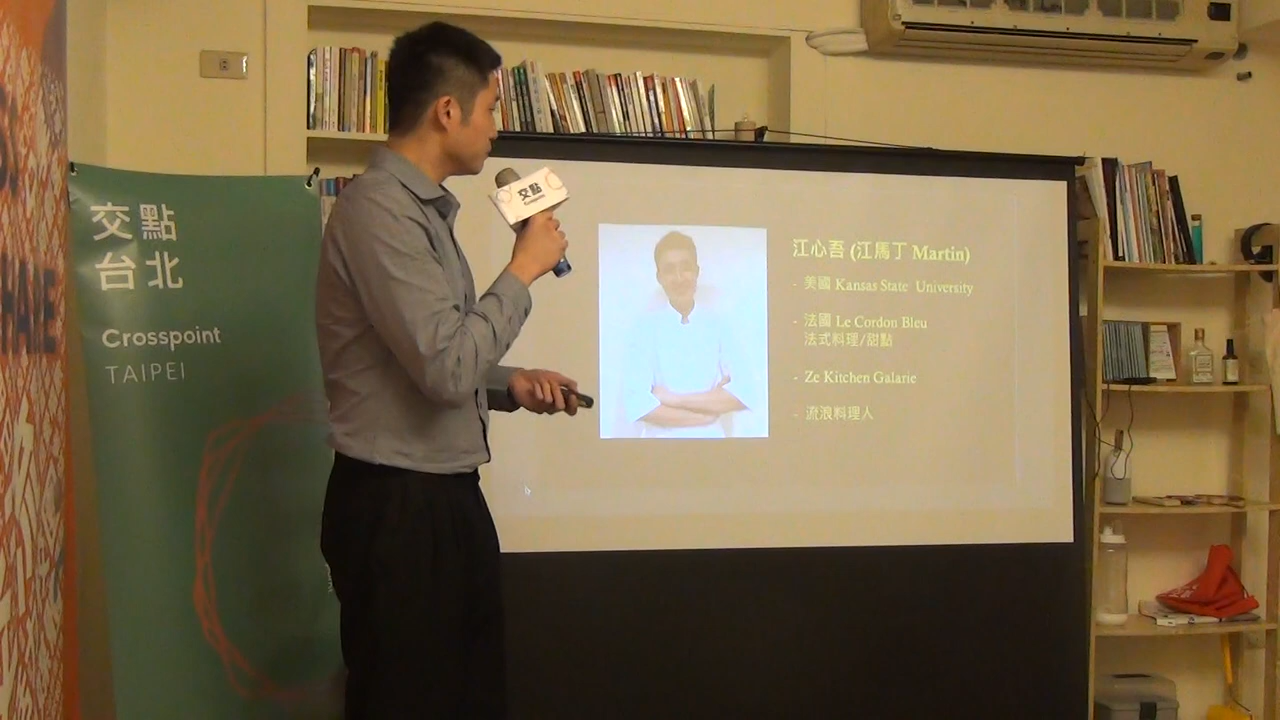 交點
台北
Crosspoint
TAIPEI
交點
江心吾 (江馬丁 Martin)
- 美國 Kansas State University
- 法國 Le Cordon Bleu
法式料理/甜點
- Ze Kitchen Galarie
- 流浪料理人